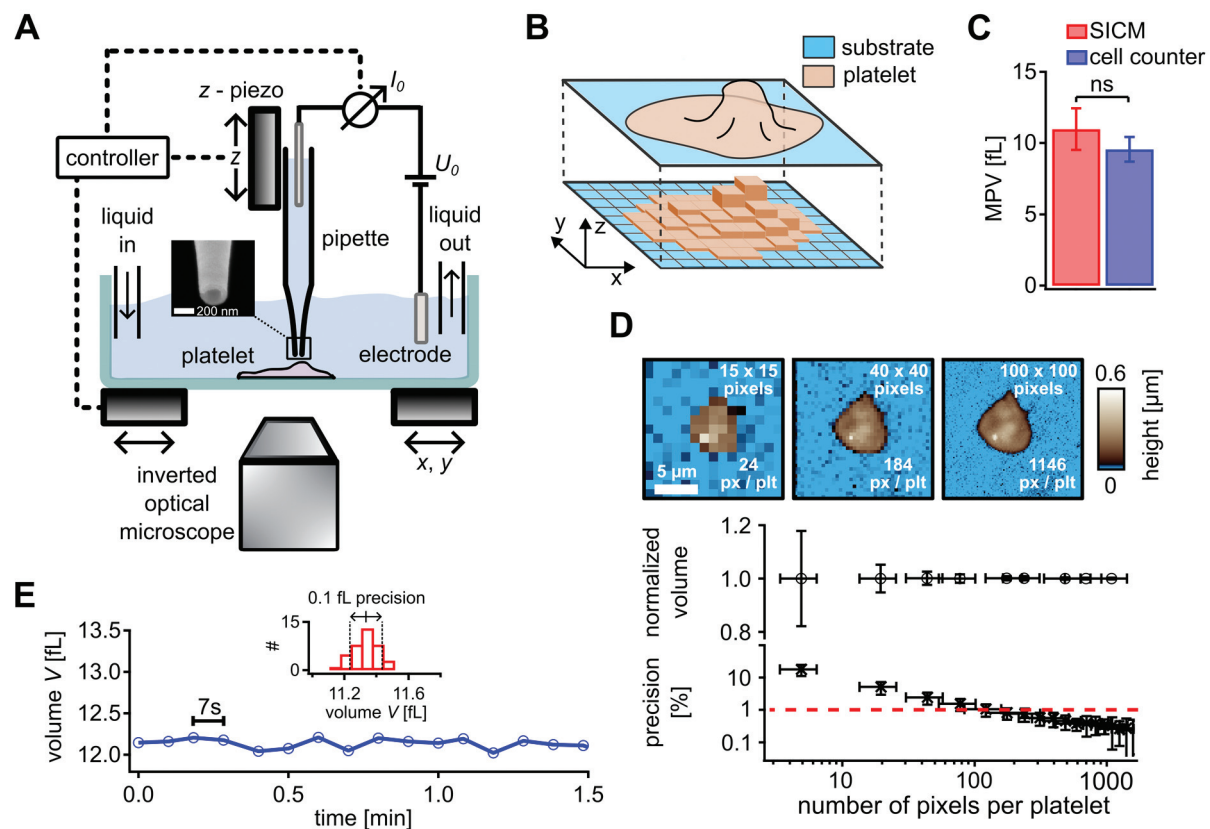 A
z - piezo
I0
controller
z
U0
liquid
in
pipette
liquid
out
200 nm
platelet
electrode
x, y
inverted
optical
microscope
B
substrate
platelet
y
z
x
C
SICM
cell counter
15
ns
10
5
0
MPV [fL]
D
15 x 15
pixels
24
px / plt
5 µm
40 x 40
pixels
184
px / plt
100 x 100
pixels
1146
px / plt
0.6
0
height [µm]
1.2
1.0
0.8
normalized
volume
10
1
0.1
precision
[%]
10
100
1000
number of pixels per platelet
E
0.1 fL precision
15
0
#
11.2
11.6
volume V [fL]
13.5
13.0
12.5
12.0
volume V [fL]
7s
0.0
0.5
1.0
1.5
time [min]